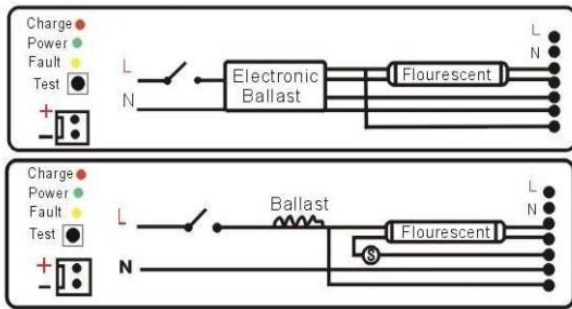 Charge
Power
Fault
Test
+
−
L
N
Electronic
Ballast
Flourescent
L
N
Charge
Power
Fault
Test
+
−
L
N
Ballast
S
Flourescent
L
N